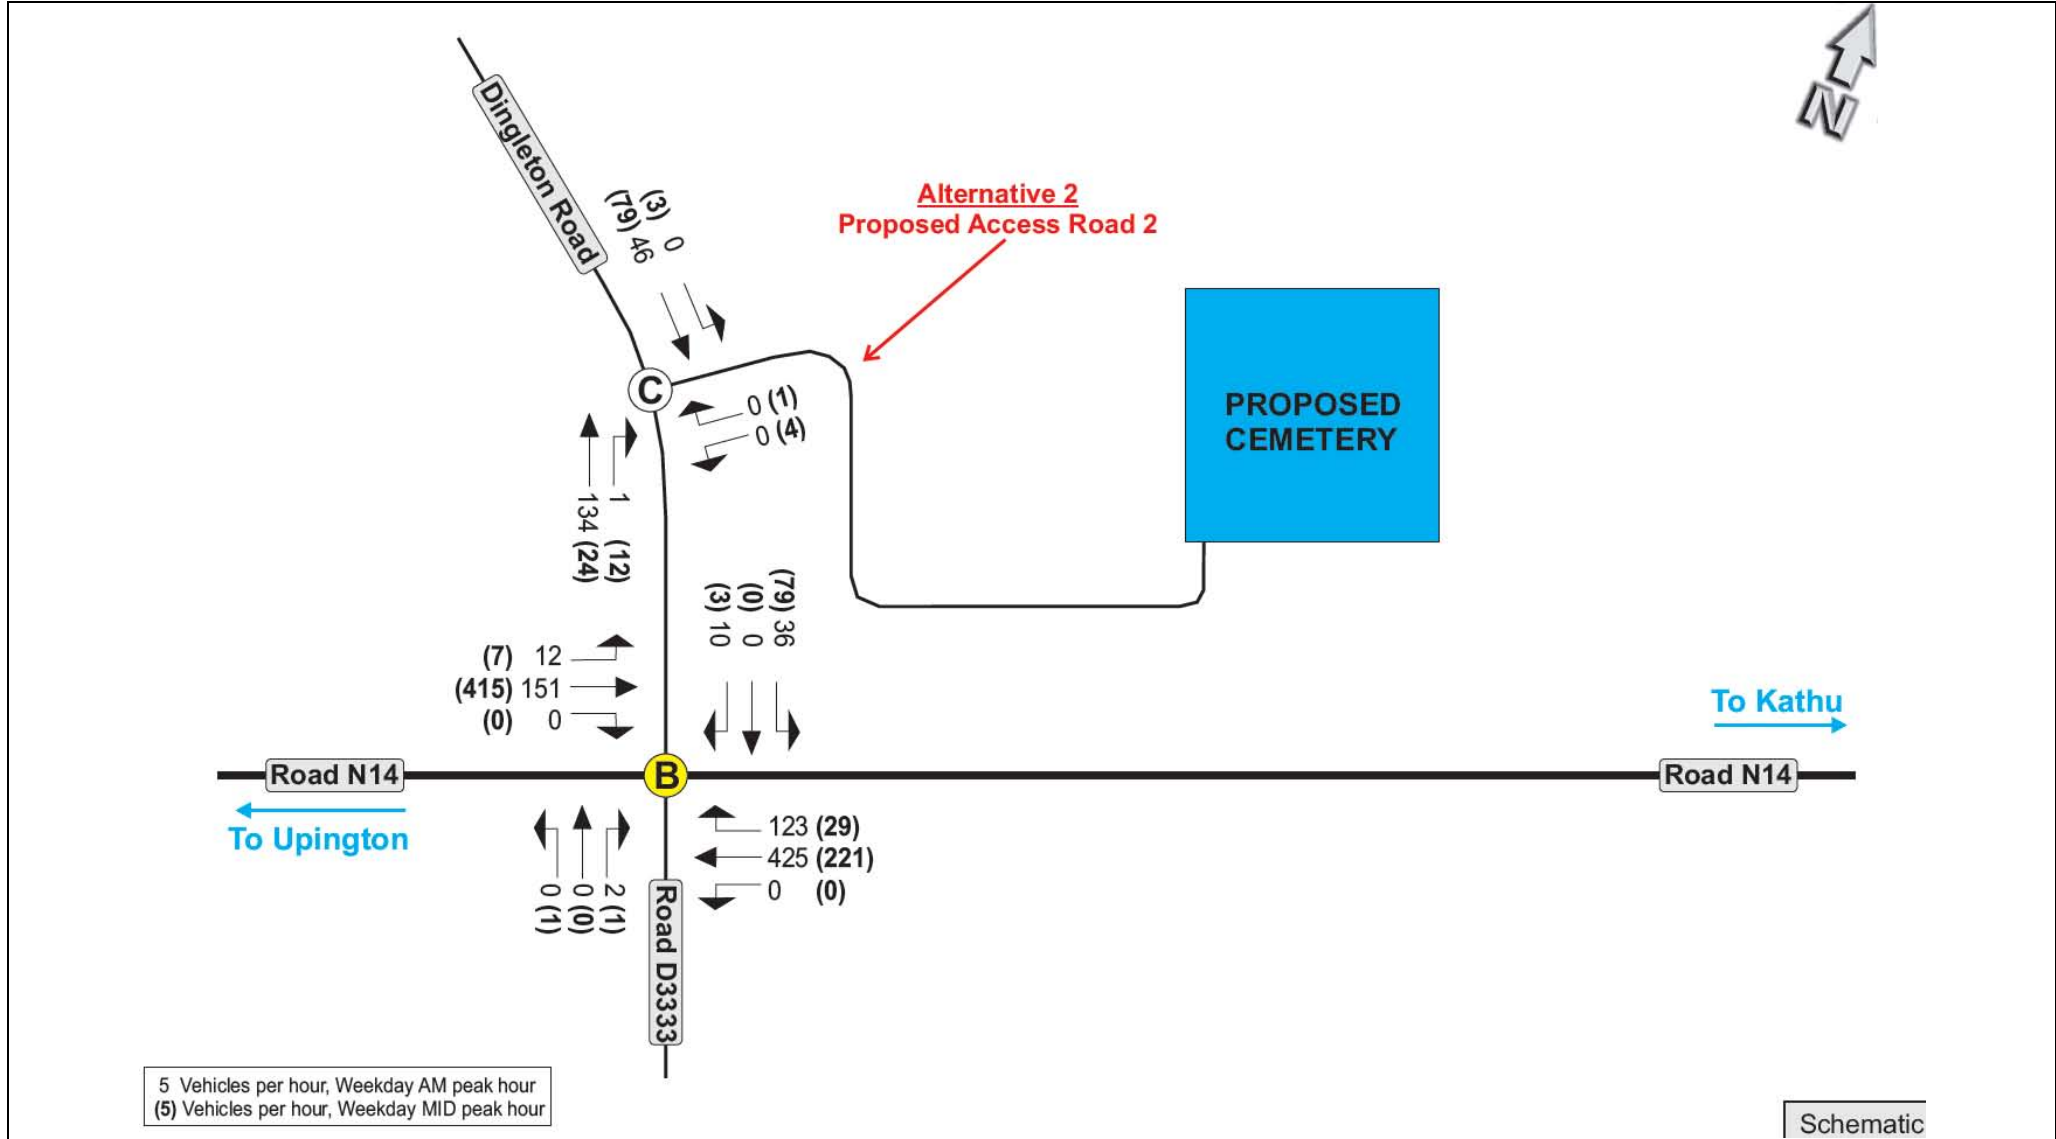 N
Dingleton Road
(3) 0
(79) 46
Alternative 2
Proposed Access Road 2
C
0 (1)
0 (4)
PROPOSED
CEMETERY
134 (24)
1 (12)
(3) 10
(0) 0
(79) 36
(7) 12
(415) 151
(0) 0
To Kathu
Road N14
B
Road N14
To Upington
123 (29)
425 (221)
0 (0)
0 (1)
0 (0)
2 (1)
Road D3333
5 Vehicles per hour, Weekday AM peak hour
(5) Vehicles per hour, Weekday MID peak hour
Schematic